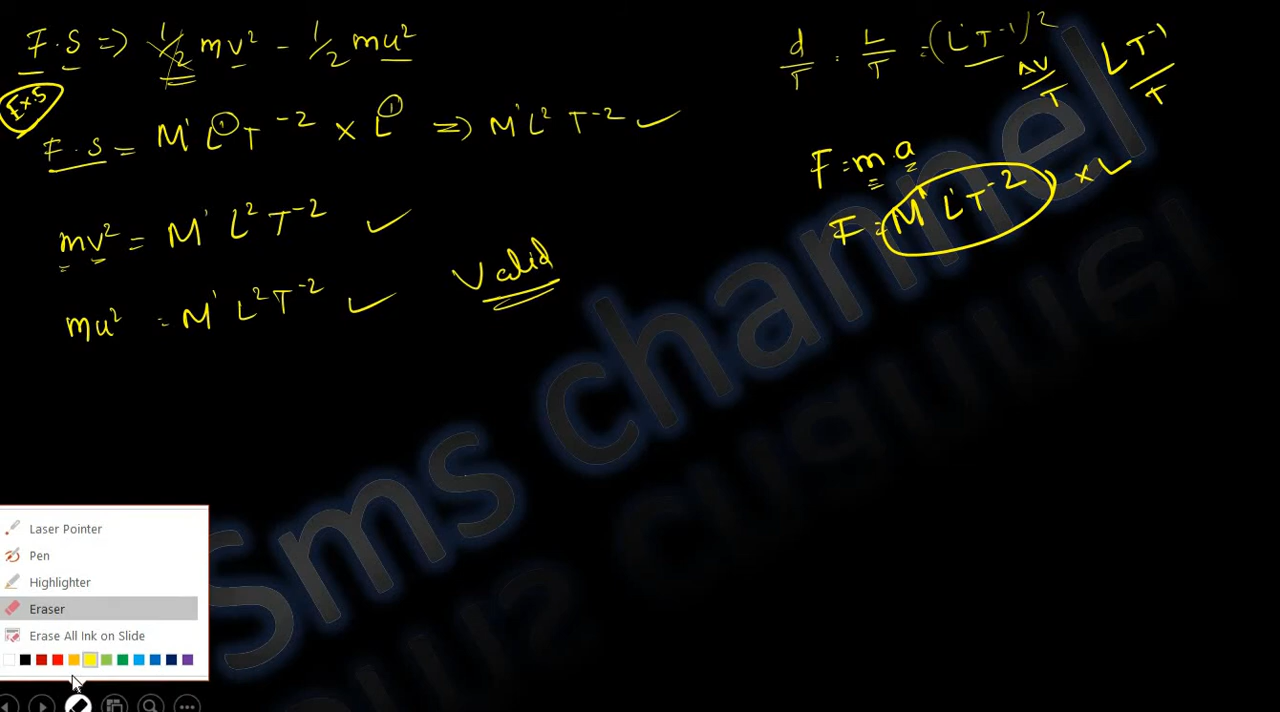 F.S => 1/2 mv² - 1/2 mu²
Ex.5
F.S = M¹ L¹ T⁻² × L¹ => M¹ L² T⁻² ✓
mv² = M¹ L² T⁻² ✓
mu² = M¹ L² T⁻² ✓
Valid
d/T = L/T = (L¹ T⁻¹)²
Δv/T
L T⁻¹/T
F = m.a
F = M¹ L¹ T⁻² × ✓
Sms channel
Laser Pointer
Pen
Highlighter
Eraser
Erase All Ink on Slide